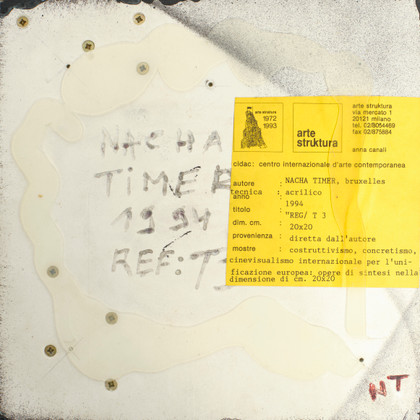 NACHA
TIMER
1994
REF: T3
arte struktura
1972
1993
arte
struktura
arte struktura
via mercato 1
20121 milano
tel. 02/8054469
fax 02/875884
anna canali
cidac: centro internazionale d'arte contemporanea
autore : NACHA TIMER, bruxelles
tecnica : acrilico
anno : 1994
titolo : "REG/ T 3
dim. cm. : 20x20
provenienza : diretta dall'autore
mostre : costruttivismo, concretismo,
cinevisualismo internazionale per l'uni-
ficazione europea: opere di sintesi nella
dimensione di cm. 20x20
NT